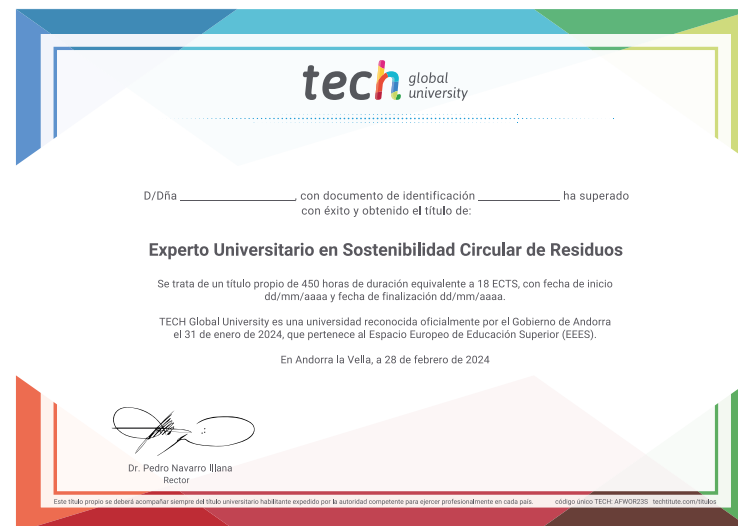 tech global university
D/Dña ____________________, con documento de identificación ______________ ha superado
con éxito y obtenido el título de:
Experto Universitario en Sostenibilidad Circular de Residuos
Se trata de un título propio de 450 horas de duración equivalente a 18 ECTS, con fecha de inicio
dd/mm/aaaa y fecha de finalización dd/mm/aaaa.
TECH Global University es una universidad reconocida oficialmente por el Gobierno de Andorra
el 31 de enero de 2024, que pertenece al Espacio Europeo de Educación Superior (EEES).
En Andorra la Vella, a 28 de febrero de 2024
Dr. Pedro Navarro Illana
Rector
Este título propio se deberá acompañar siempre del título universitario habilitante expedido por la autoridad competente para ejercer profesionalmente en cada país. código único TECH: AFWOR23S techtitute.com/titulos